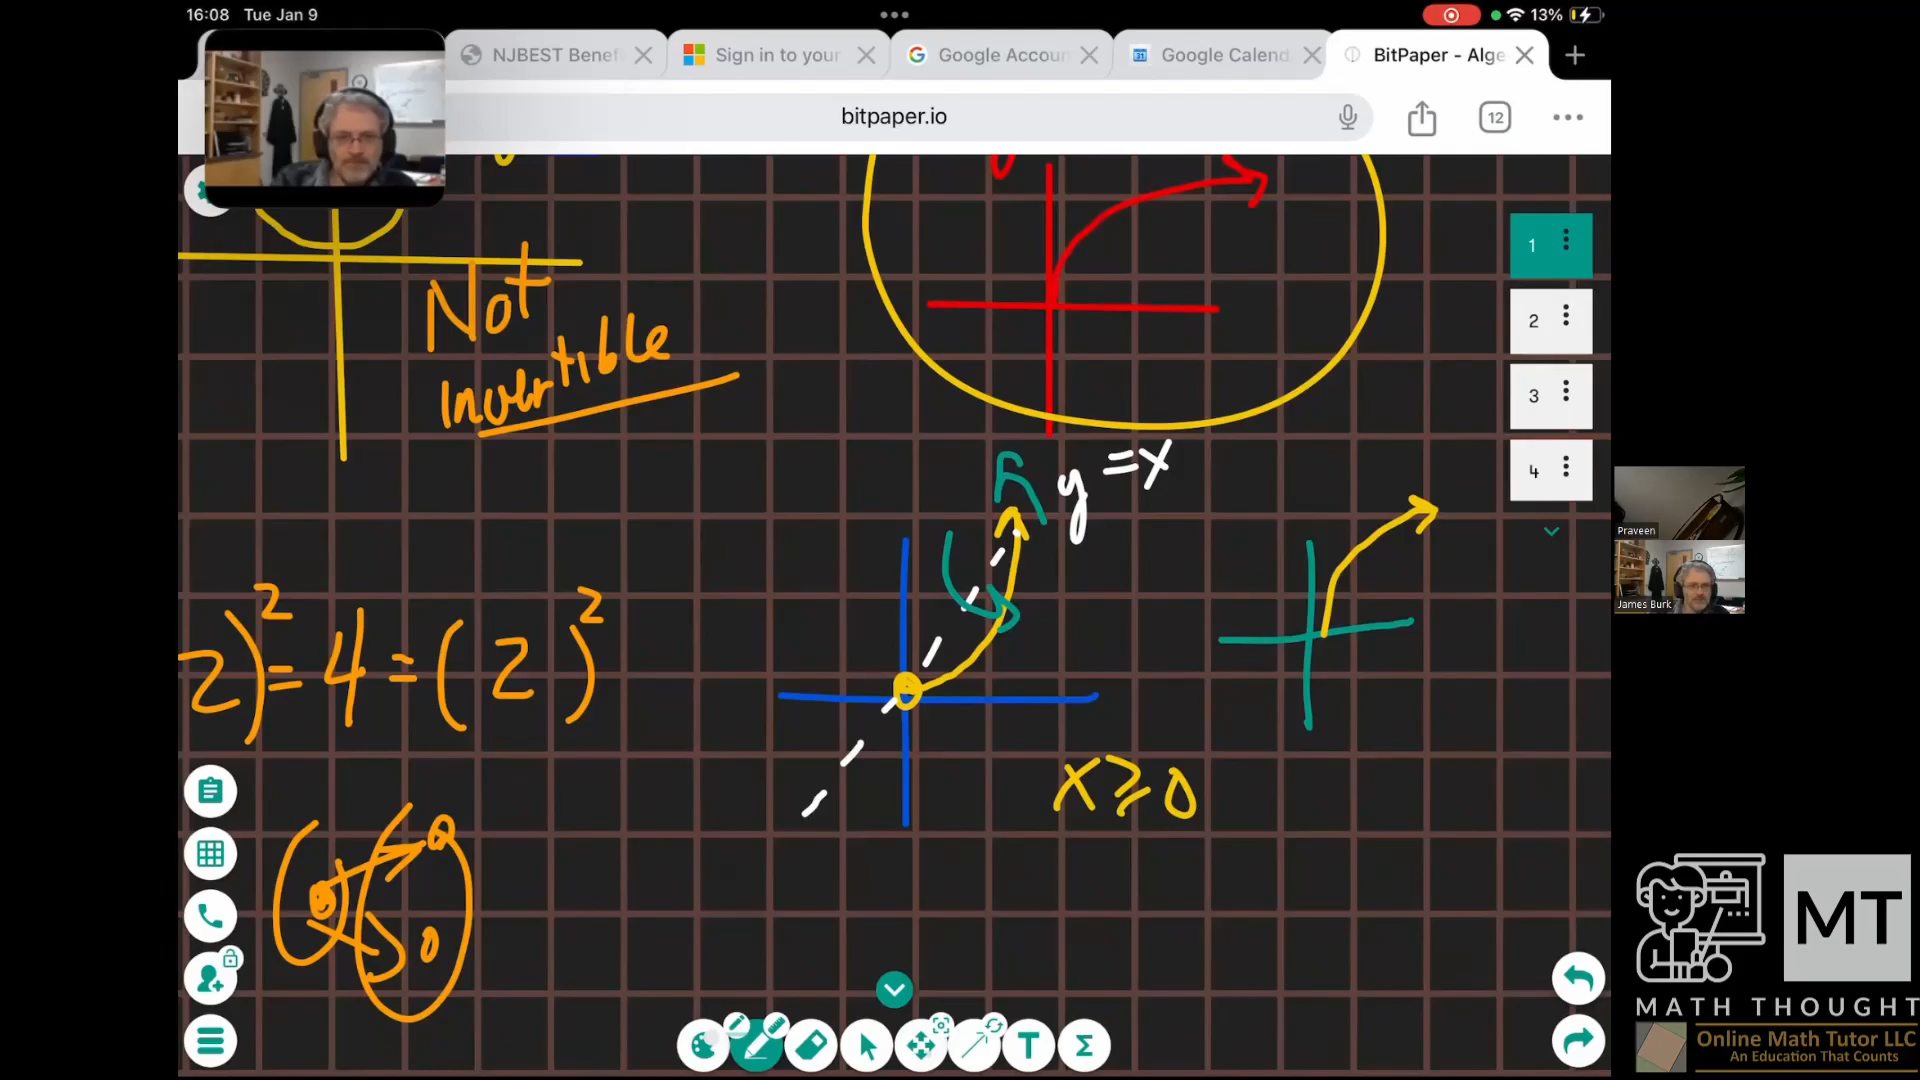 16:08 Tue Jan 9
13%
NJBEST Benef
Sign in to your
Google Accoun
Google Calend
BitPaper - Alge
bitpaper.io
12
1
2
3
4
Not
Invertible
y = x
2)² = 4 = (2)²
x ≥ 0
Praveen
James Burk
T
Σ
MT
MATH THOUGHT
Online Math Tutor LLC
An Education That Counts